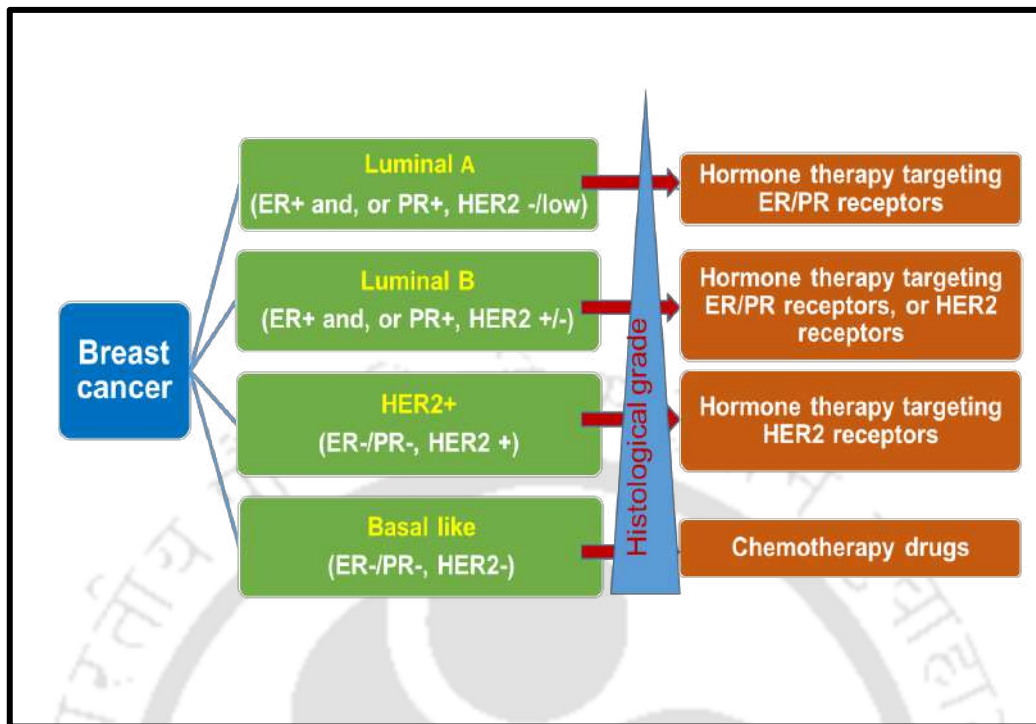 Breast
cancer
Luminal A
(ER+ and, or PR+, HER2 -/low)
Luminal B
(ER+ and, or PR+, HER2 +/-)
HER2+
(ER-/PR-, HER2 +)
Basal like
(ER-/PR-, HER2-)
Histological grade
Hormone therapy targeting
ER/PR receptors
Hormone therapy targeting
ER/PR receptors, or HER2
receptors
Hormone therapy targeting
HER2 receptors
Chemotherapy drugs